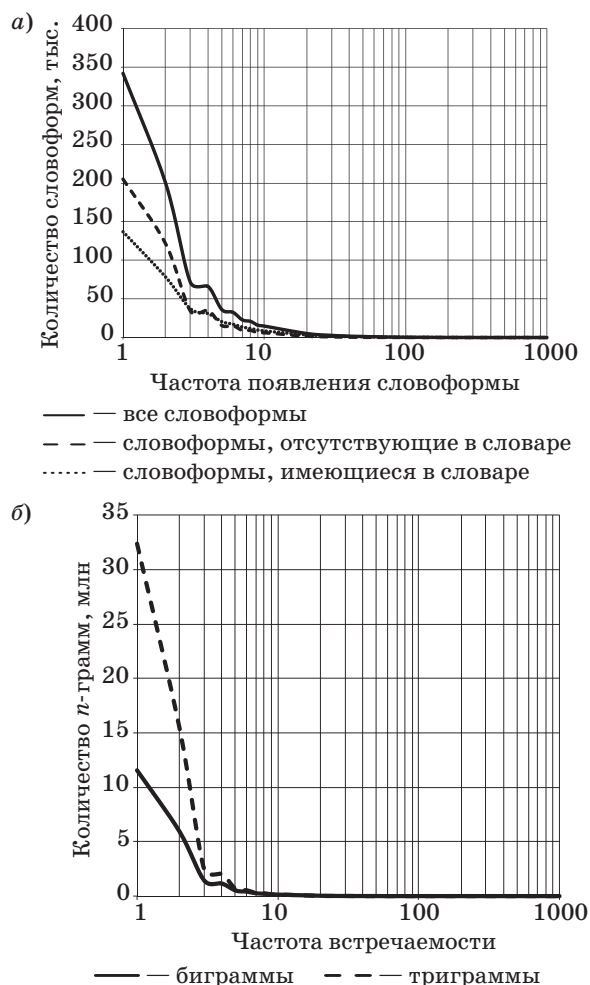 а)
Количество словоформ, тыс.
400
350
300
250
200
150
100
50
0
1 10 100 1000
Частота появления словоформы
— все словоформы
— словоформы, отсутствующие в словаре
— словоформы, имеющиеся в словаре
б)
Количество n-грамм, млн
35
30
25
20
15
10
5
0
1 10 100 1000
Частота встречаемости
— биграммы — триграммы